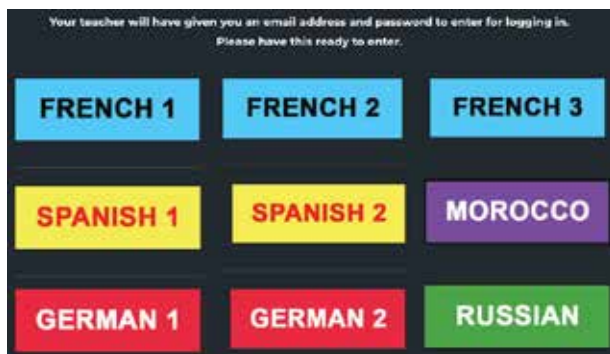 Your teacher will have given you an email address and password to enter for logging in.
Please have this ready to enter.
FRENCH 1
FRENCH 2
FRENCH 3
SPANISH 1
SPANISH 2
MOROCCO
GERMAN 1
GERMAN 2
RUSSIAN